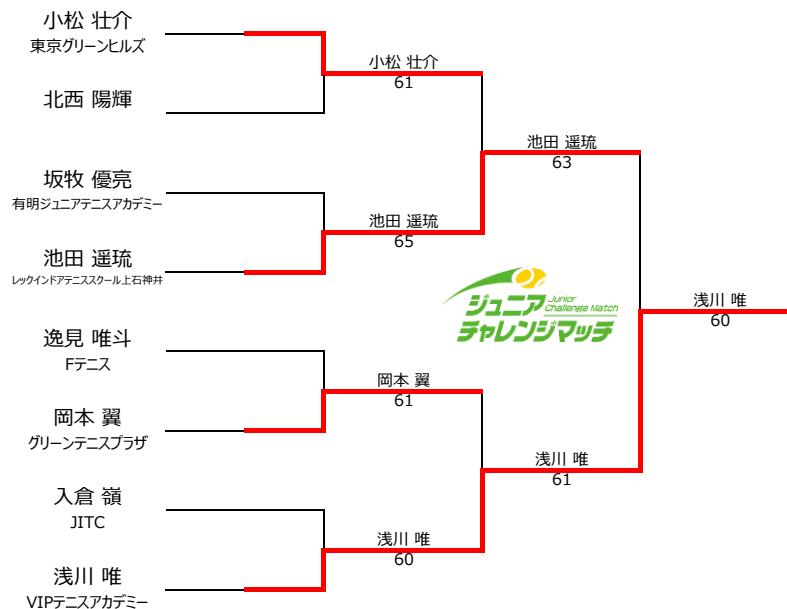 小松 壮介
東京グリーンヒルズ
北西 陽輝
坂牧 優亮
有明ジュニアテニスアカデミー
池田 遥琉
レックインドアテニススクール上石神井
逸見 唯斗
Fテニス
岡本 翼
グリーンテニスプラザ
入倉 嶺
JITC
浅川 唯
VIPテニスアカデミー
小松 壮介
61
池田 遥琉
65
岡本 翼
61
浅川 唯
60
池田 遥琉
63
浅川 唯
61
ジュニア
Junior
Challenge Match
チャレンジマッチ
浅川 唯
60